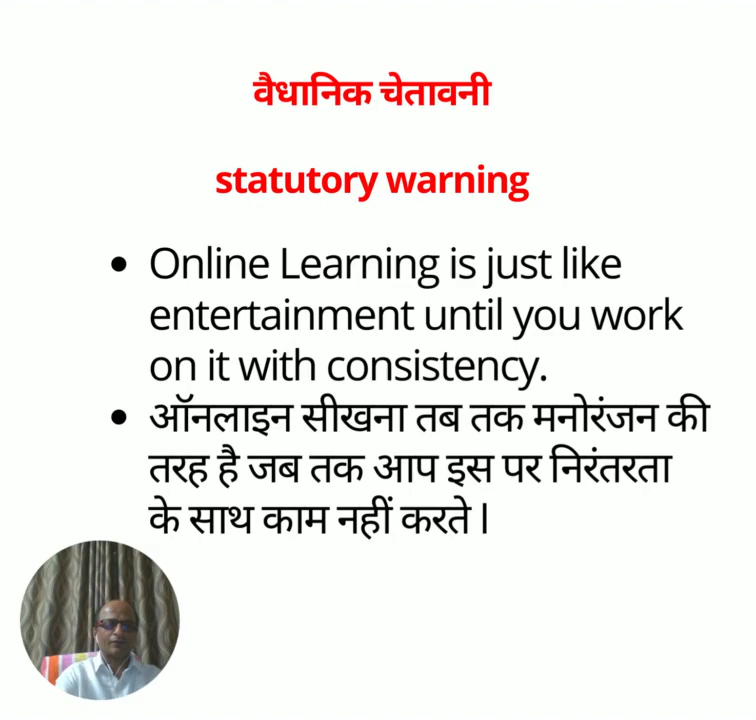 वैधानिक चेतावनी
statutory warning
• Online Learning is just like
entertainment until you work
on it with consistency.
• ऑनलाइन सीखना तब तक मनोरंजन की
तरह है जब तक आप इस पर निरंतरता
के साथ काम नहीं करते |